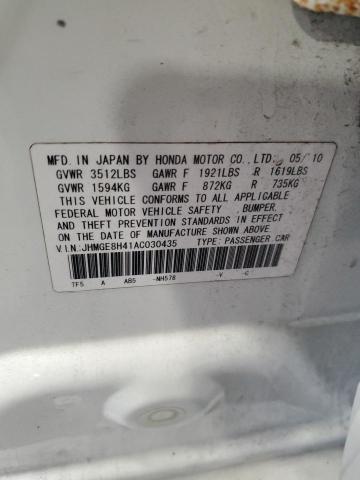 MFD. IN JAPAN BY HONDA MOTOR CO., LTD. 05/10
GVWR 3512LBS GAWR F 1921LBS R 1619LBS
GVWR 1594KG GAWR F 872KG R 735KG
THIS VEHICLE CONFORMS TO ALL APPLICABLE
FEDERAL MOTOR VEHICLE SAFETY, BUMPER,
AND THEFT PREVENTION STANDARDS IN EFFECT
ON THE DATE OF MANUFACTURE SHOWN ABOVE.
V.I.N.:JHMGE8H41AC030435 TYPE: PASSENGER CAR
TF5 A AB5 -NH578 -V -C